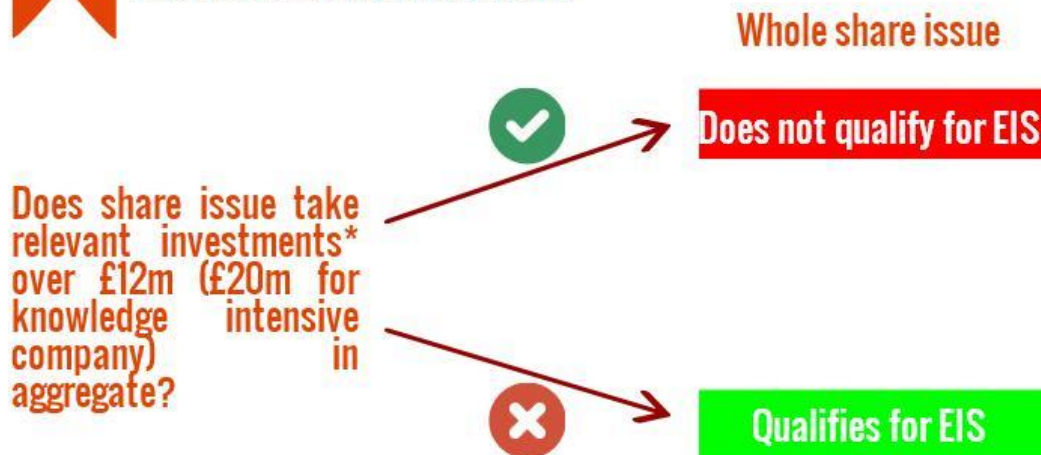 Whole share issue
Does not qualify for EIS
Does share issue take
relevant investments*
over £12m (£20m for
knowledge intensive
company) in
aggregate?
Qualifies for EIS